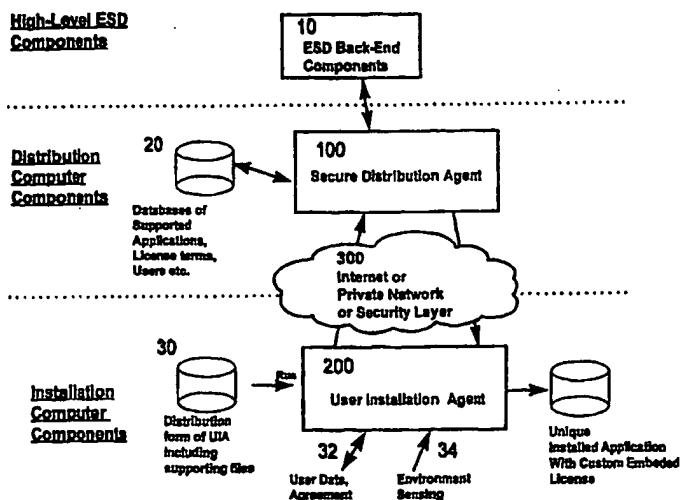 High-Level ESD
Components
10
ESD Back-End
Components
Distribution
Computer
Components
20
Databases of
Supported
Applications,
License terms,
Users etc.
100
Secure Distribution Agent
300
Internet or
Private Network
or Security Layer
Installation
Computer
Components
30
Distribution
form of UIA
including
supporting files
Run
200
User Installation Agent
32
User Data,
Agreement
34
Environment
Sensing
Unique
Installed Application
With Custom Embeded
License